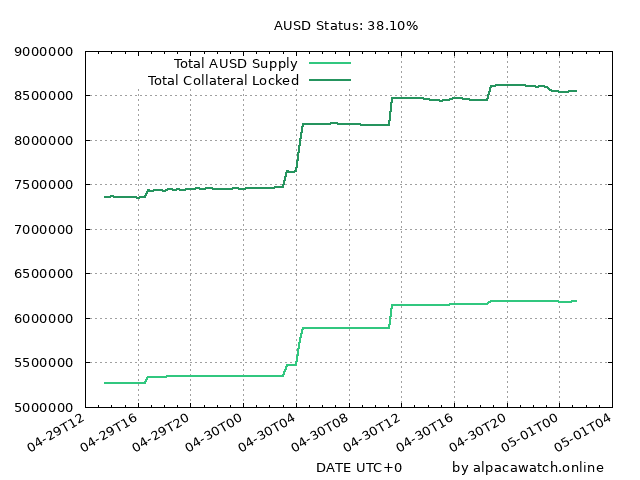 AUSD Status: 38.10%
9000000
8500000
8000000
7500000
7000000
6500000
6000000
5500000
5000000
Total AUSD Supply
Total Collateral Locked
04-29T12
04-29T16
04-29T20
04-30T00
04-30T04
04-30T08
04-30T12
04-30T16
04-30T20
05-01T00
05-01T04
DATE UTC+0
by alpacawatch.online